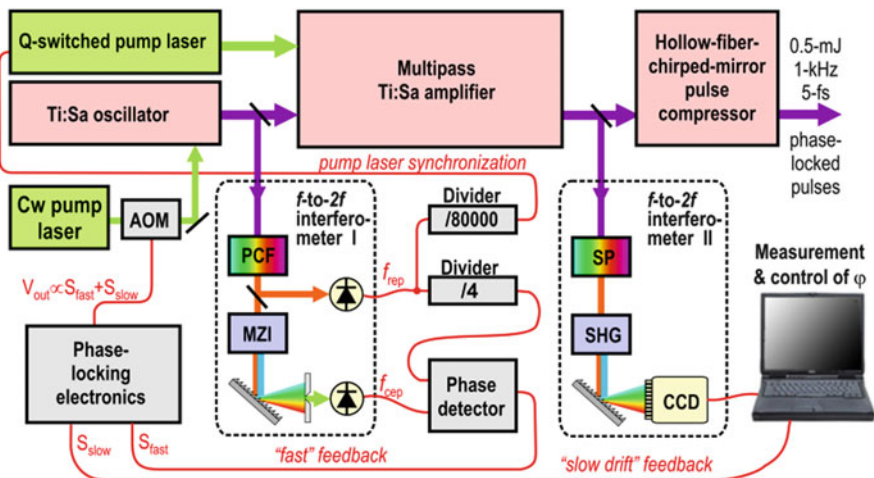 Q-switched pump laser
Ti:Sa oscillator
Multipass
Ti:Sa amplifier
Hollow-fiber-
chirped-mirror
pulse
compressor
0.5-mJ
1-kHz
5-fs
phase-
locked
pulses
pump laser synchronization
Cw pump
laser
AOM
f-to-2f
interfero-
meter I
PCF
MZI
Divider
/80000
f_rep
Divider
/4
f_cep
Phase
detector
f-to-2f
interfero-
meter II
SP
SHG
CCD
Measurement
& control of φ
V_out∝S_fast+S_slow
Phase-
locking
electronics
S_slow
S_fast
"fast" feedback
"slow drift" feedback